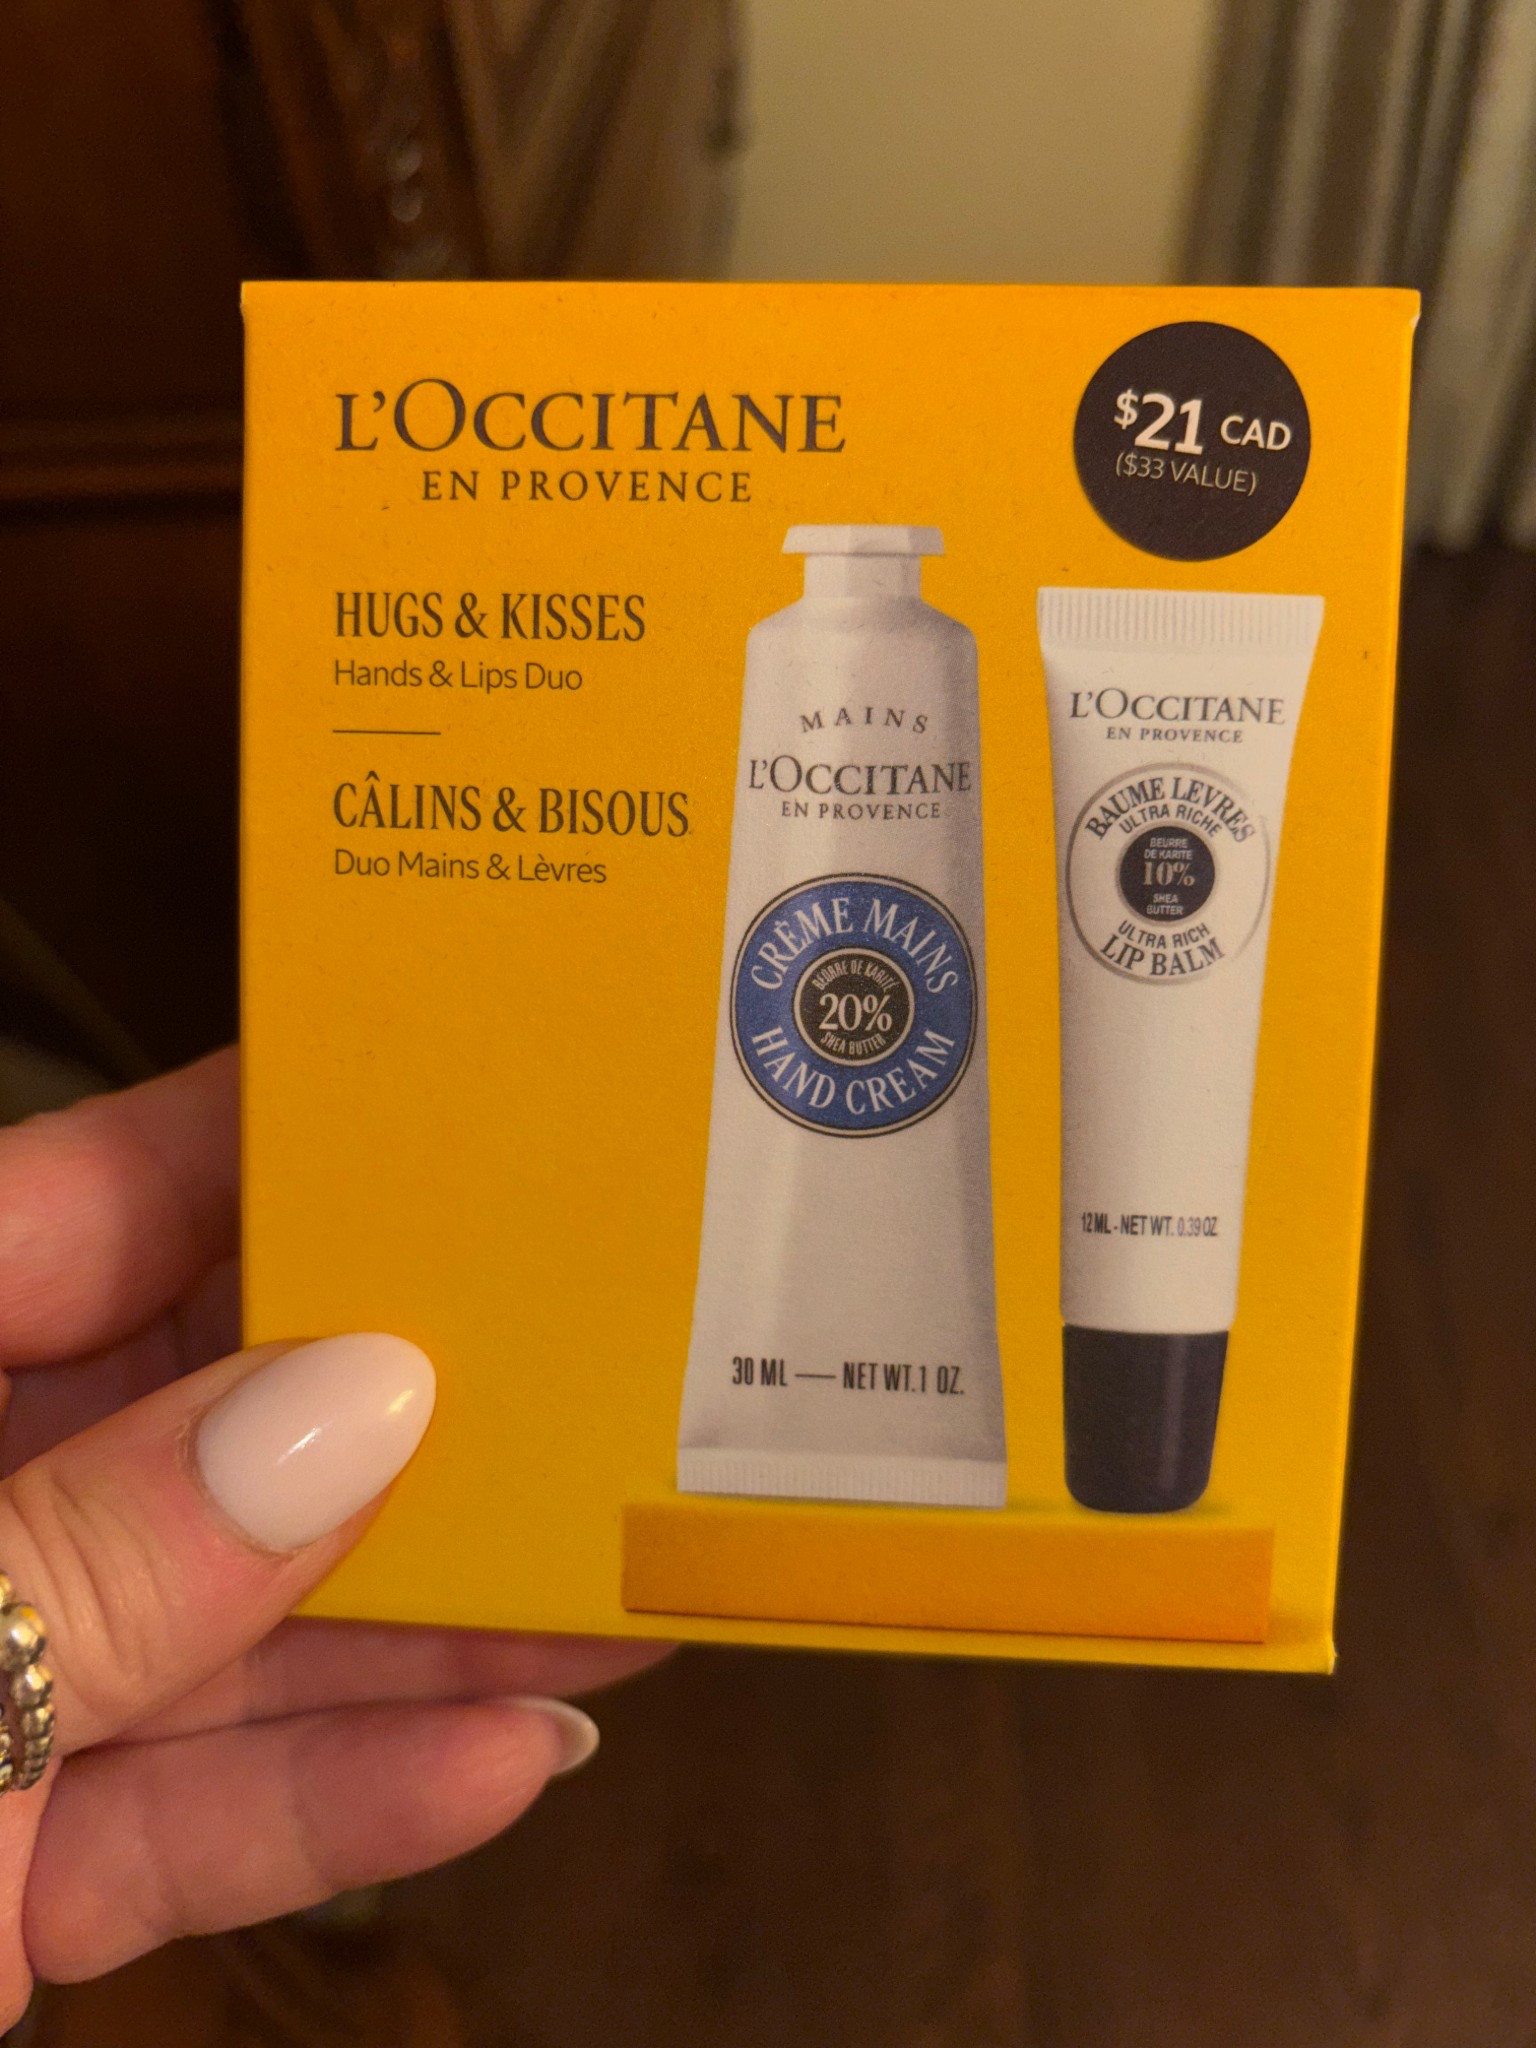 L'OCCITANE
EN PROVENCE
$21 CAD
($33 VALUE)
HUGS & KISSES
Hands & Lips Duo
CÂLINS & BISOUS
Duo Mains & Lèvres
MAINS
L'OCCITANE
EN PROVENCE
CRÈME MAINS
BEURRE DE KARITÉ
20%
SHEA BUTTER
HAND CREAM
30 ML — NET WT. 1 OZ.
L'OCCITANE
EN PROVENCE
BAUME LEVRES
ULTRA RICHE
BEURRE
DE KARITE
10%
SHEA
BUTTER
ULTRA RICH
LIP BALM
12 ML - NET WT. 0.39 OZ.